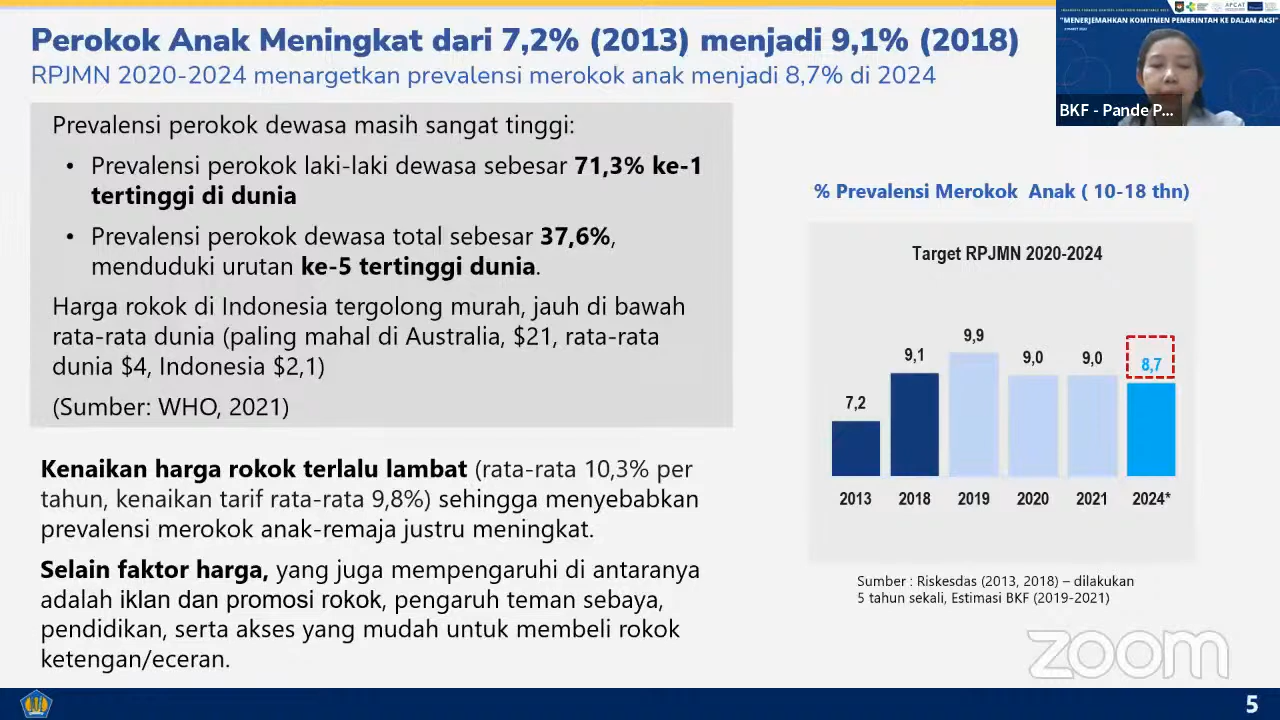 Perokok Anak Meningkat dari 7,2% (2013) menjadi 9,1% (2018)
RPJMN 2020-2024 menargetkan prevalensi merokok anak menjadi 8,7% di 2024
APCAT
"MENERJEMAHKAN KOMITMEN PEMERINTAH KE DALAM AKSI"
BKF - Pande P...
Prevalensi perokok dewasa masih sangat tinggi:
• Prevalensi perokok laki-laki dewasa sebesar 71,3% ke-1
tertinggi di dunia
• Prevalensi perokok dewasa total sebesar 37,6%,
menduduki urutan ke-5 tertinggi dunia.
Harga rokok di Indonesia tergolong murah, jauh di bawah
rata-rata dunia (paling mahal di Australia, $21, rata-rata
dunia $4, Indonesia $2,1)
(Sumber: WHO, 2021)
Kenaikan harga rokok terlalu lambat (rata-rata 10,3% per
tahun, kenaikan tarif rata-rata 9,8%) sehingga menyebabkan
prevalensi merokok anak-remaja justru meningkat.
Selain faktor harga, yang juga mempengaruhi di antaranya
adalah iklan dan promosi rokok, pengaruh teman sebaya,
pendidikan, serta akses yang mudah untuk membeli rokok
ketengan/eceran.
% Prevalensi Merokok Anak ( 10-18 thn)
Target RPJMN 2020-2024
7,2 9,1 9,9 9,0 9,0 8,7
2013 2018 2019 2020 2021 2024*
Sumber : Riskesdas (2013, 2018) – dilakukan
5 tahun sekali, Estimasi BKF (2019-2021)
zoom
5